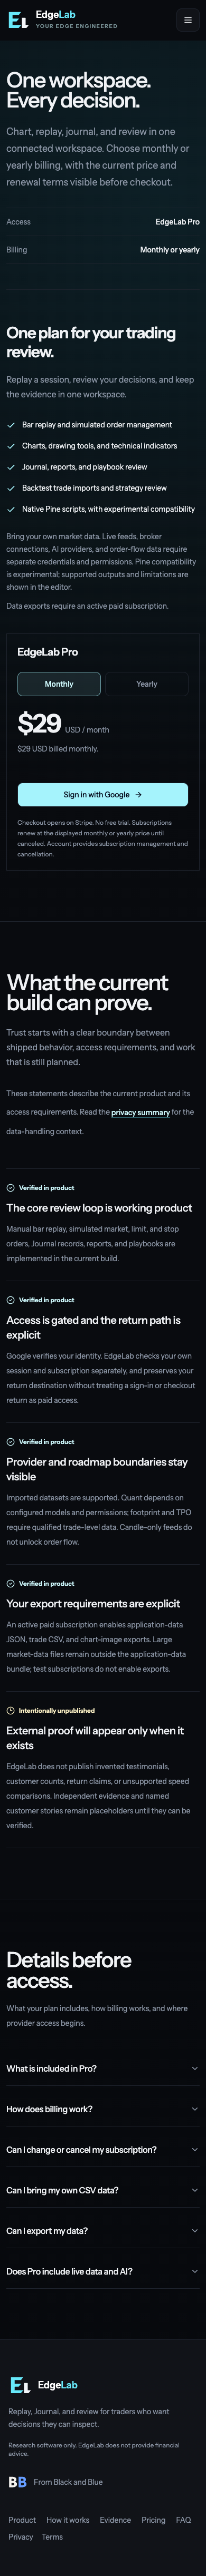 EdgeLab
YOUR EDGE ENGINEERED
One workspace.
Every decision.
Chart, replay, journal, and review in one
connected workspace. Choose monthly or
yearly billing, with the current price and
renewal terms visible before checkout.
Access EdgeLab Pro
Billing Monthly or yearly
One plan for your trading
review.
Replay a session, review your decisions, and keep
the evidence in one workspace.
Bar replay and simulated order management
Charts, drawing tools, and technical indicators
Journal, reports, and playbook review
Backtest trade imports and strategy review
Native Pine scripts, with experimental compatibility
Bring your own market data. Live feeds, broker
connections, AI providers, and order-flow data require
separate credentials and permissions. Pine compatibility
is experimental; supported outputs and limitations are
shown in the editor.
Data exports require an active paid subscription.
EdgeLab Pro
Monthly Yearly
$29 USD / month
$29 USD billed monthly.
Sign in with Google →
Checkout opens on Stripe. No free trial. Subscriptions
renew at the displayed monthly or yearly price until
canceled. Account provides subscription management and
cancellation.
What the current
build can prove.
Trust starts with a clear boundary between
shipped behavior, access requirements, and work
that is still planned.
These statements describe the current product and its
access requirements. Read the privacy summary for the
data-handling context.
Verified in product
The core review loop is working product
Manual bar replay, simulated market, limit, and stop
orders, Journal records, reports, and playbooks are
implemented in the current build.
Verified in product
Access is gated and the return path is
explicit
Google verifies your identity. EdgeLab checks your own
session and subscription separately, and preserves your
return destination without treating a sign-in or checkout
return as paid access.
Verified in product
Provider and roadmap boundaries stay
visible
Imported datasets are supported. Quant depends on
configured models and permissions; footprint and TPO
require qualified trade-level data. Candle-only feeds do
not unlock order flow.
Verified in product
Your export requirements are explicit
An active paid subscription enables application-data
JSON, trade CSV, and chart-image exports. Large
market-data files remain outside the application-data
bundle; test subscriptions do not enable exports.
Intentionally unpublished
External proof will appear only when it
exists
EdgeLab does not publish invented testimonials,
customer counts, return claims, or unsupported speed
comparisons. Independent evidence and named
customer stories remain placeholders until they can be
verified.
Details before
access.
What your plan includes, how billing works, and where
provider access begins.
What is included in Pro?
How does billing work?
Can I change or cancel my subscription?
Can I bring my own CSV data?
Can I export my data?
Does Pro include live data and AI?
EdgeLab
Replay, Journal, and review for traders who want
decisions they can inspect.
Research software only. EdgeLab does not provide financial
advice.
BB From Black and Blue
Product How it works Evidence Pricing FAQ
Privacy Terms